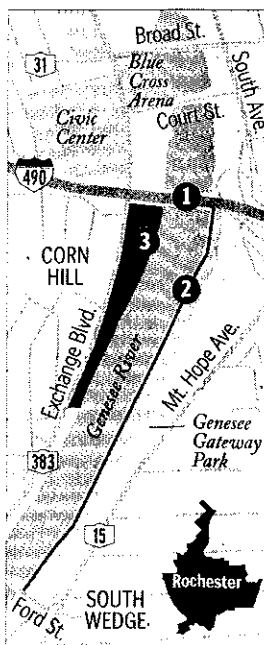 Broad St.
31
Blue
Cross
Arena
South Ave.
Civic
Center
Court St.
490
1
3
CORN
HILL
2
Exchange Blvd.
Genesee River
Mt. Hope Ave.
Genesee
Gateway
Park
383
15
Rochester
Ford St.
SOUTH
WEDGE